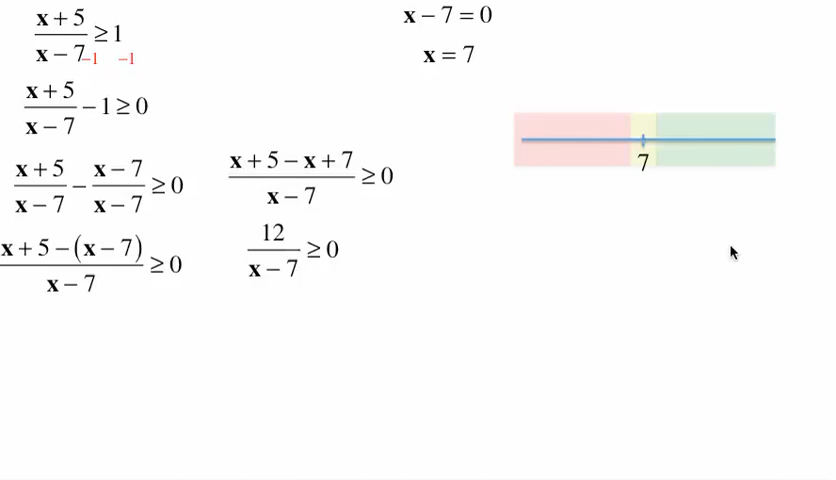 (x + 5)/(x − 7) ≥ 1
−1 −1
(x + 5)/(x − 7) − 1 ≥ 0
(x + 5)/(x − 7) − (x − 7)/(x − 7) ≥ 0
(x + 5 − (x − 7))/(x − 7) ≥ 0
(x + 5 − x + 7)/(x − 7) ≥ 0
12/(x − 7) ≥ 0
x − 7 = 0
x = 7
7